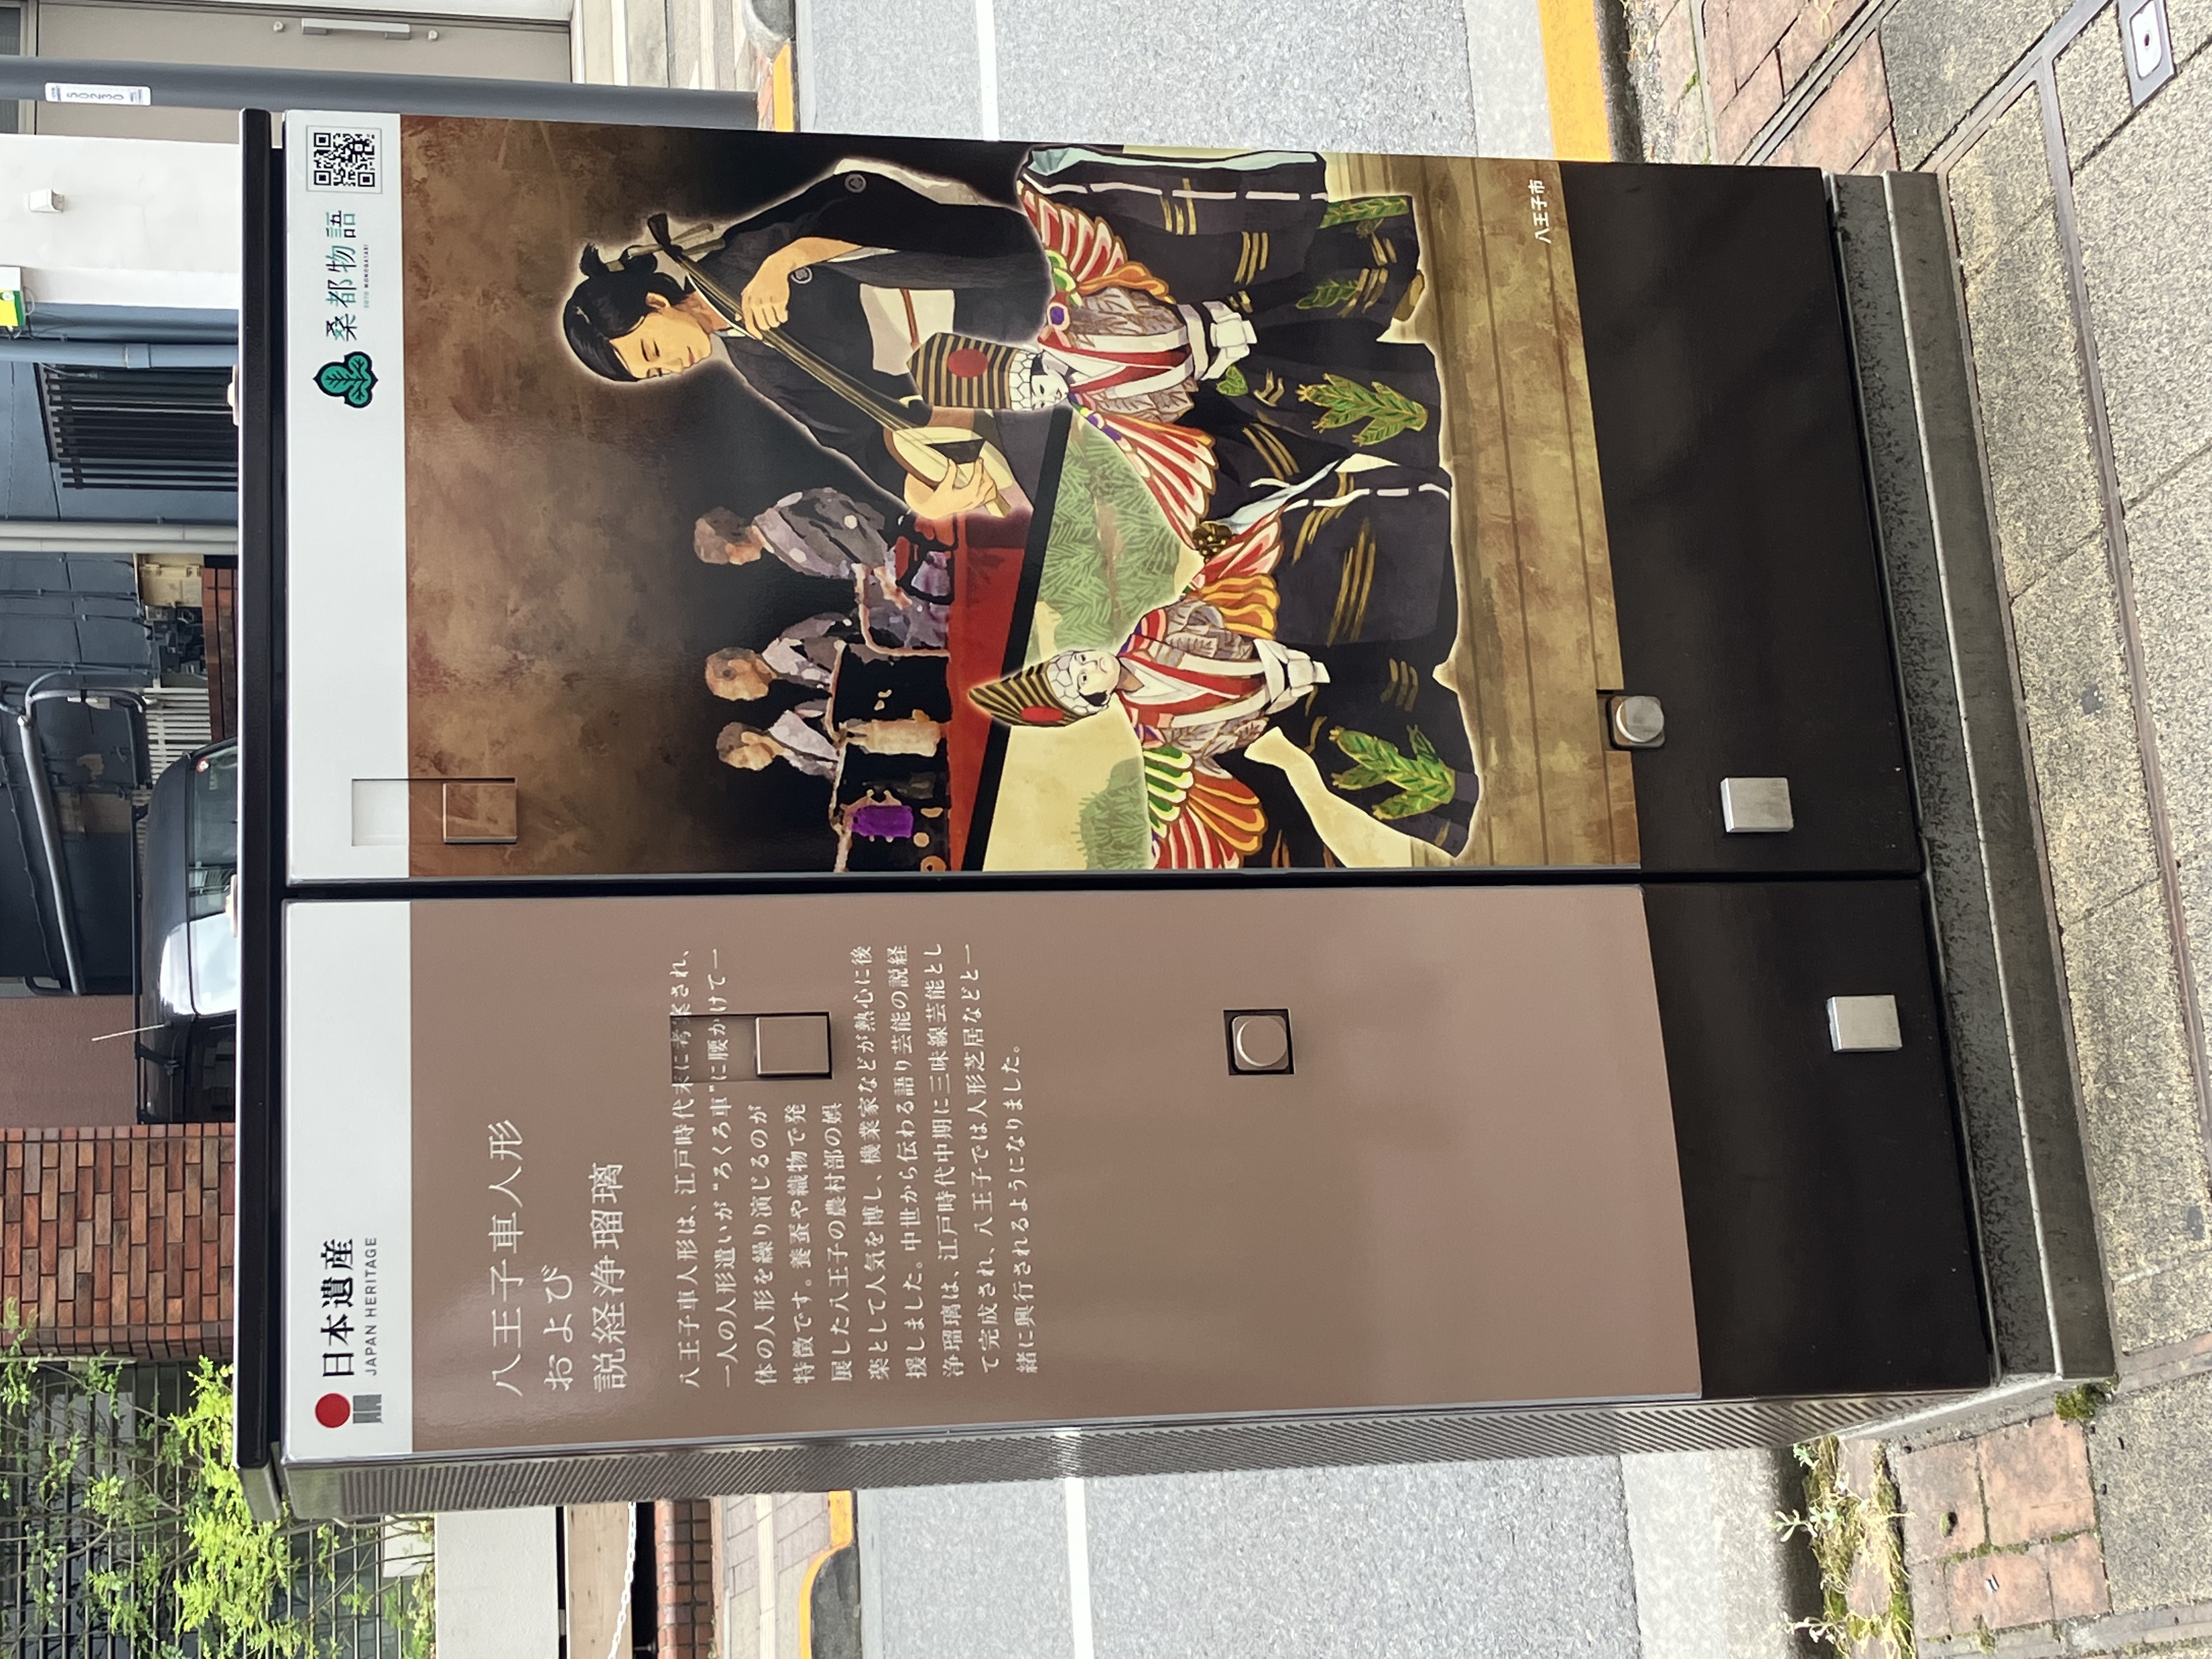 日本遺産
JAPAN HERITAGE
八王子車人形
および
説経浄瑠璃
八王子車人形は、江戸時代末に考案され、
一人の人形遣いが“ろくろ車”に腰かけて一
体の人形を繰り演じるのが
特徴です。養蚕や織物で発
展した八王子の農村部の娯
楽として人気を博し、機業家などが熱心に後
援しました。中世から伝わる語り芸能の説経
浄瑠璃は、江戸時代中期に三味線芸能とし
て完成され、八王子では人形芝居などと一
緒に興行されるようになりました。
桑都物語
SOTO MONOGATARI
八王子市
50230